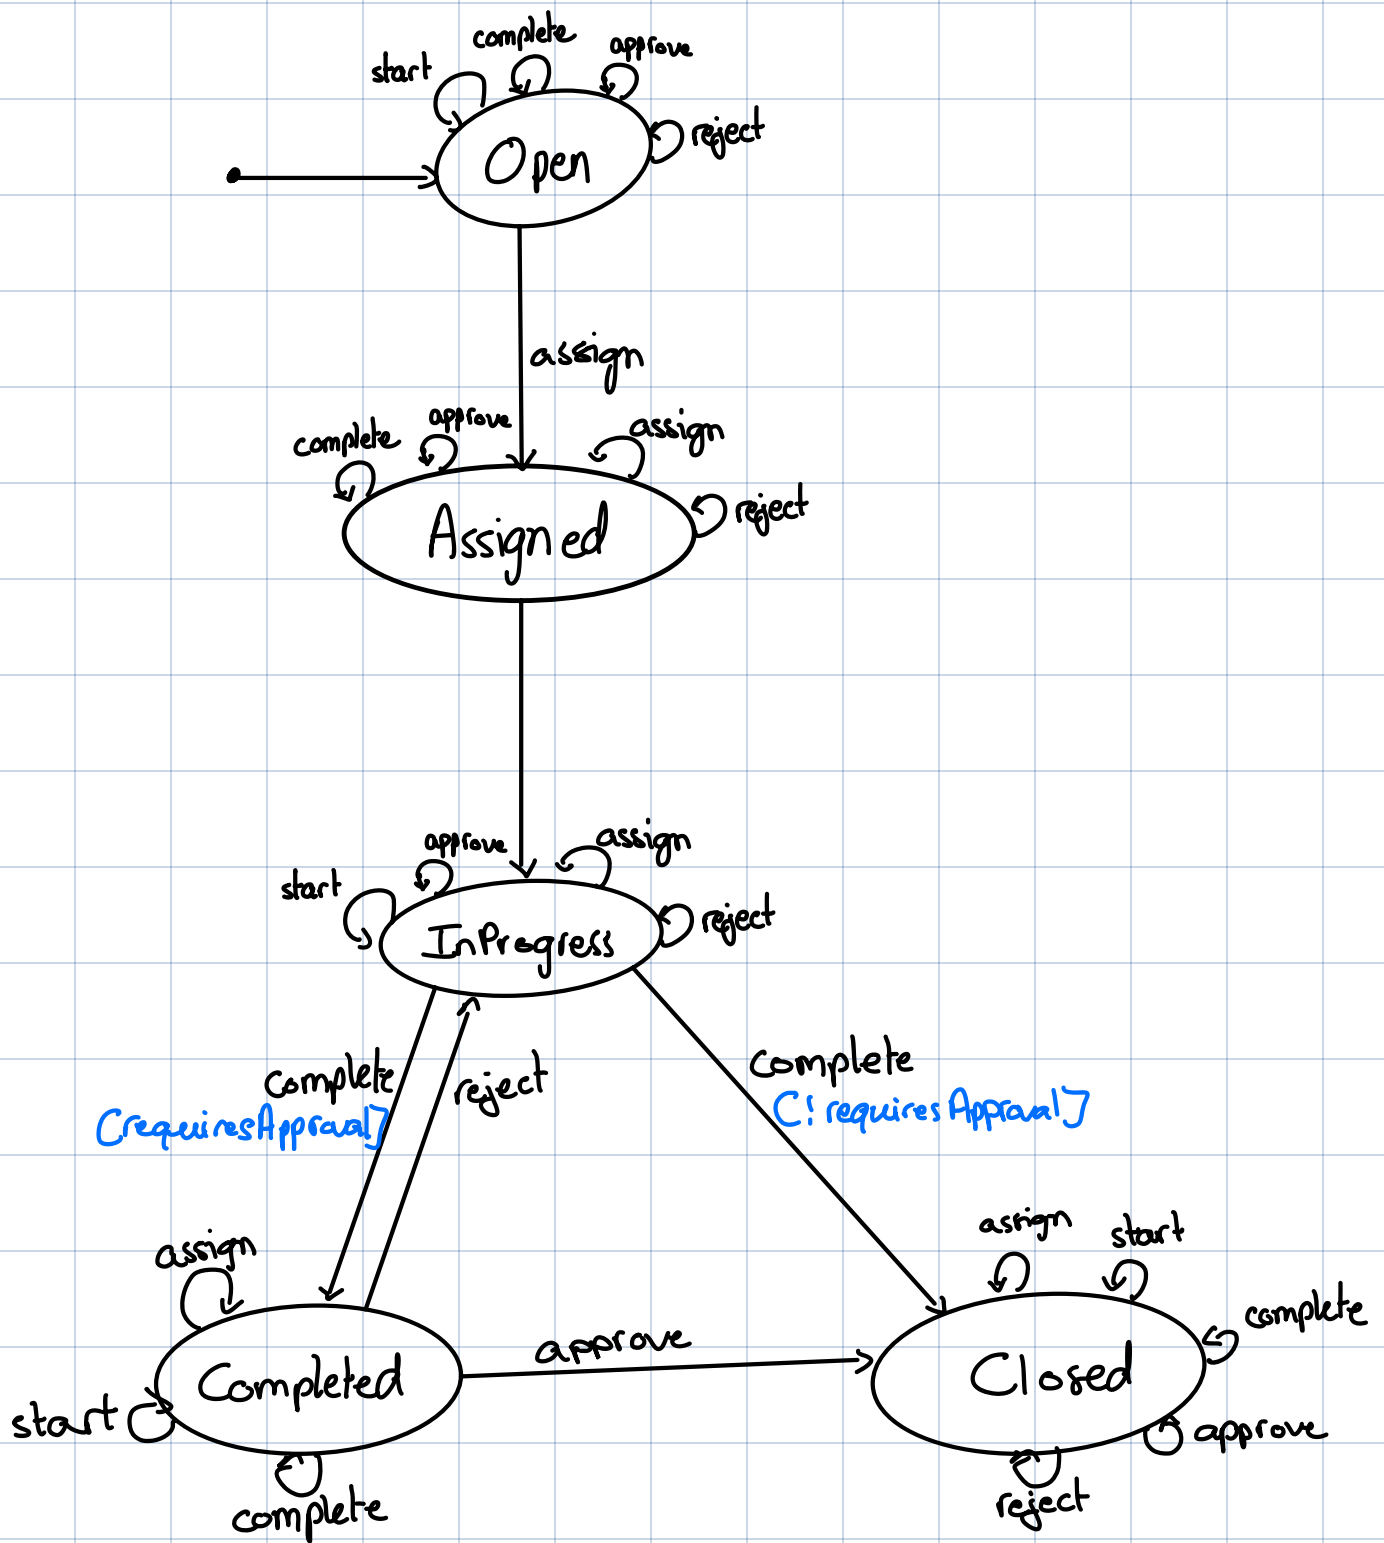 complete
approve
start
reject
Open
assign
approve
assign
complete
reject
Assigned
assign
approve
start
reject
InProgress
complete
reject
complete
[requiresApproval]
[!requiresApproval]
assign
start
assign
complete
approve
Completed
Closed
start
approve
complete
reject